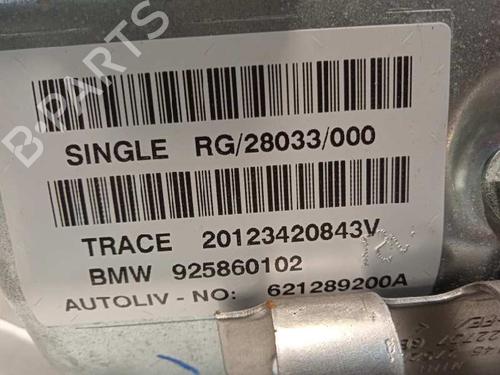 B-PARTS
SINGLE RG/28033/000
TRACE 20123420843V
BMW 925860102
AUTOLIV - NO: 621289200A